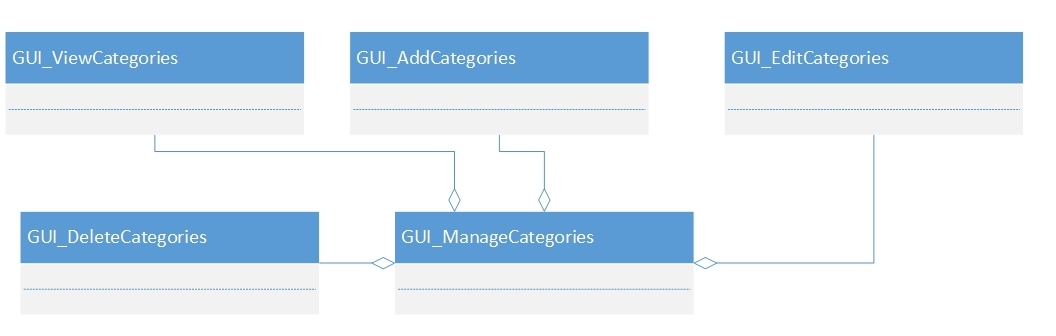 GUI_ViewCategories
GUI_AddCategories
GUI_EditCategories
GUI_DeleteCategories
GUI_ManageCategories